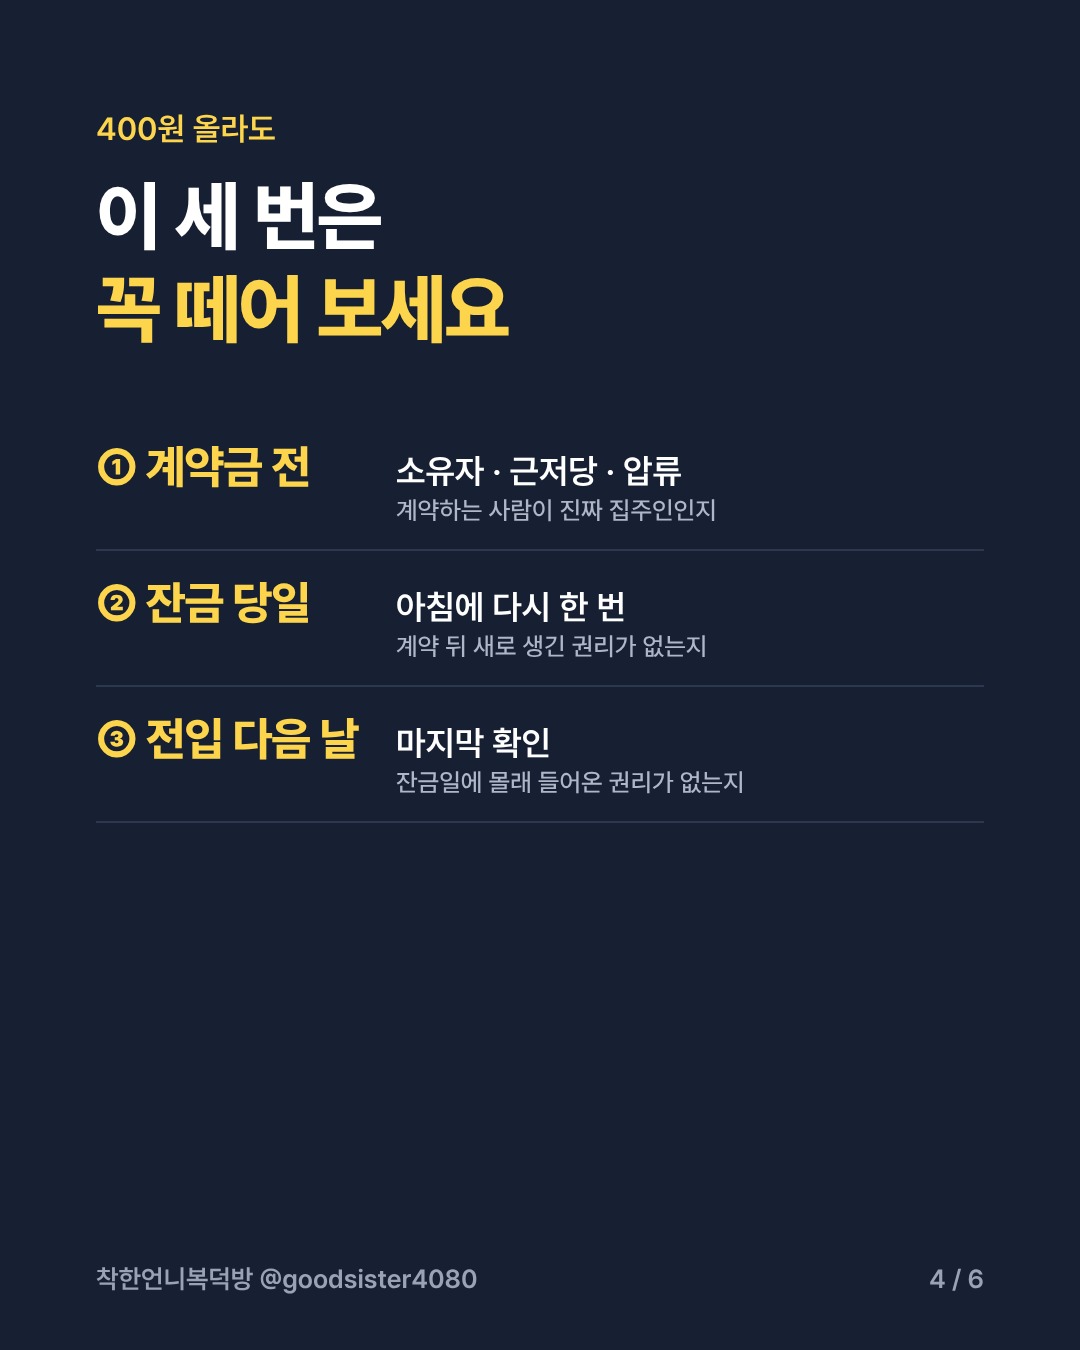 400원 올라도
이 세 번은
꼭 떼어 보세요
① 계약금 전
소유자 · 근저당 · 압류
계약하는 사람이 진짜 집주인인지
② 잔금 당일
아침에 다시 한 번
계약 뒤 새로 생긴 권리가 없는지
③ 전입 다음 날
마지막 확인
잔금일에 몰래 들어온 권리가 없는지
착한언니복덕방 @goodsister4080
4 / 6